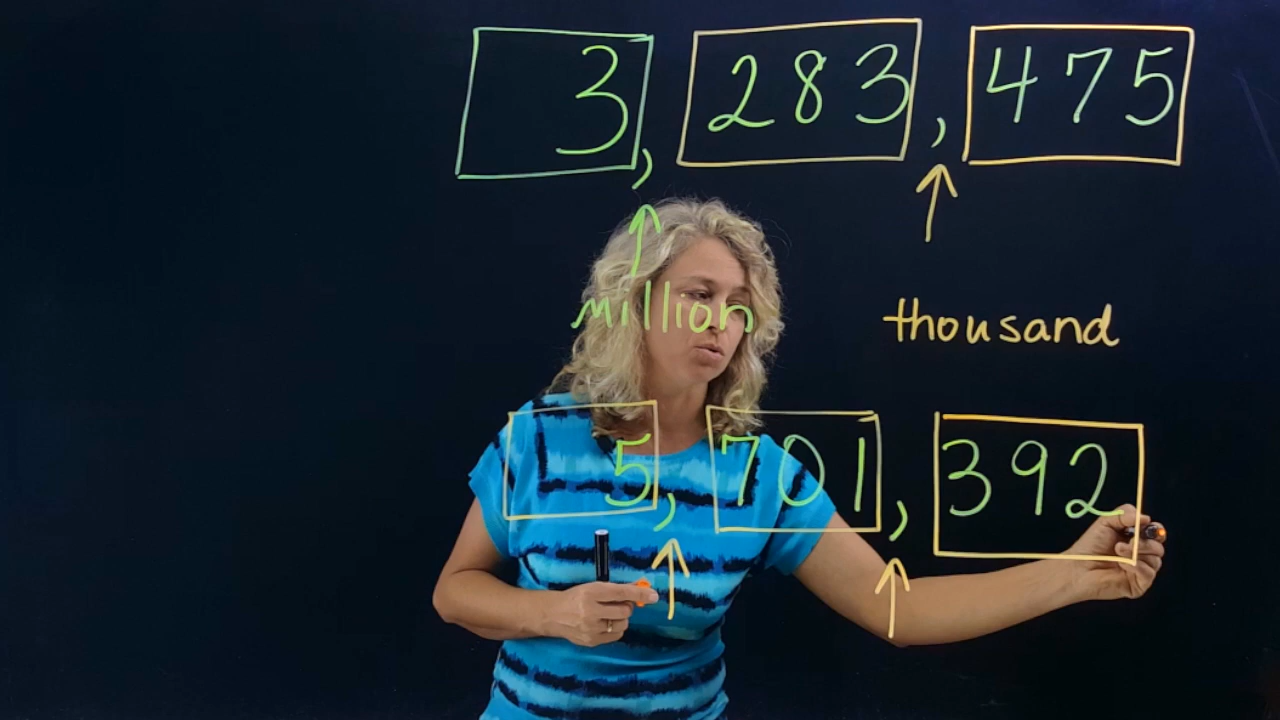 3, 283, 475
million thousand
5, 701, 392